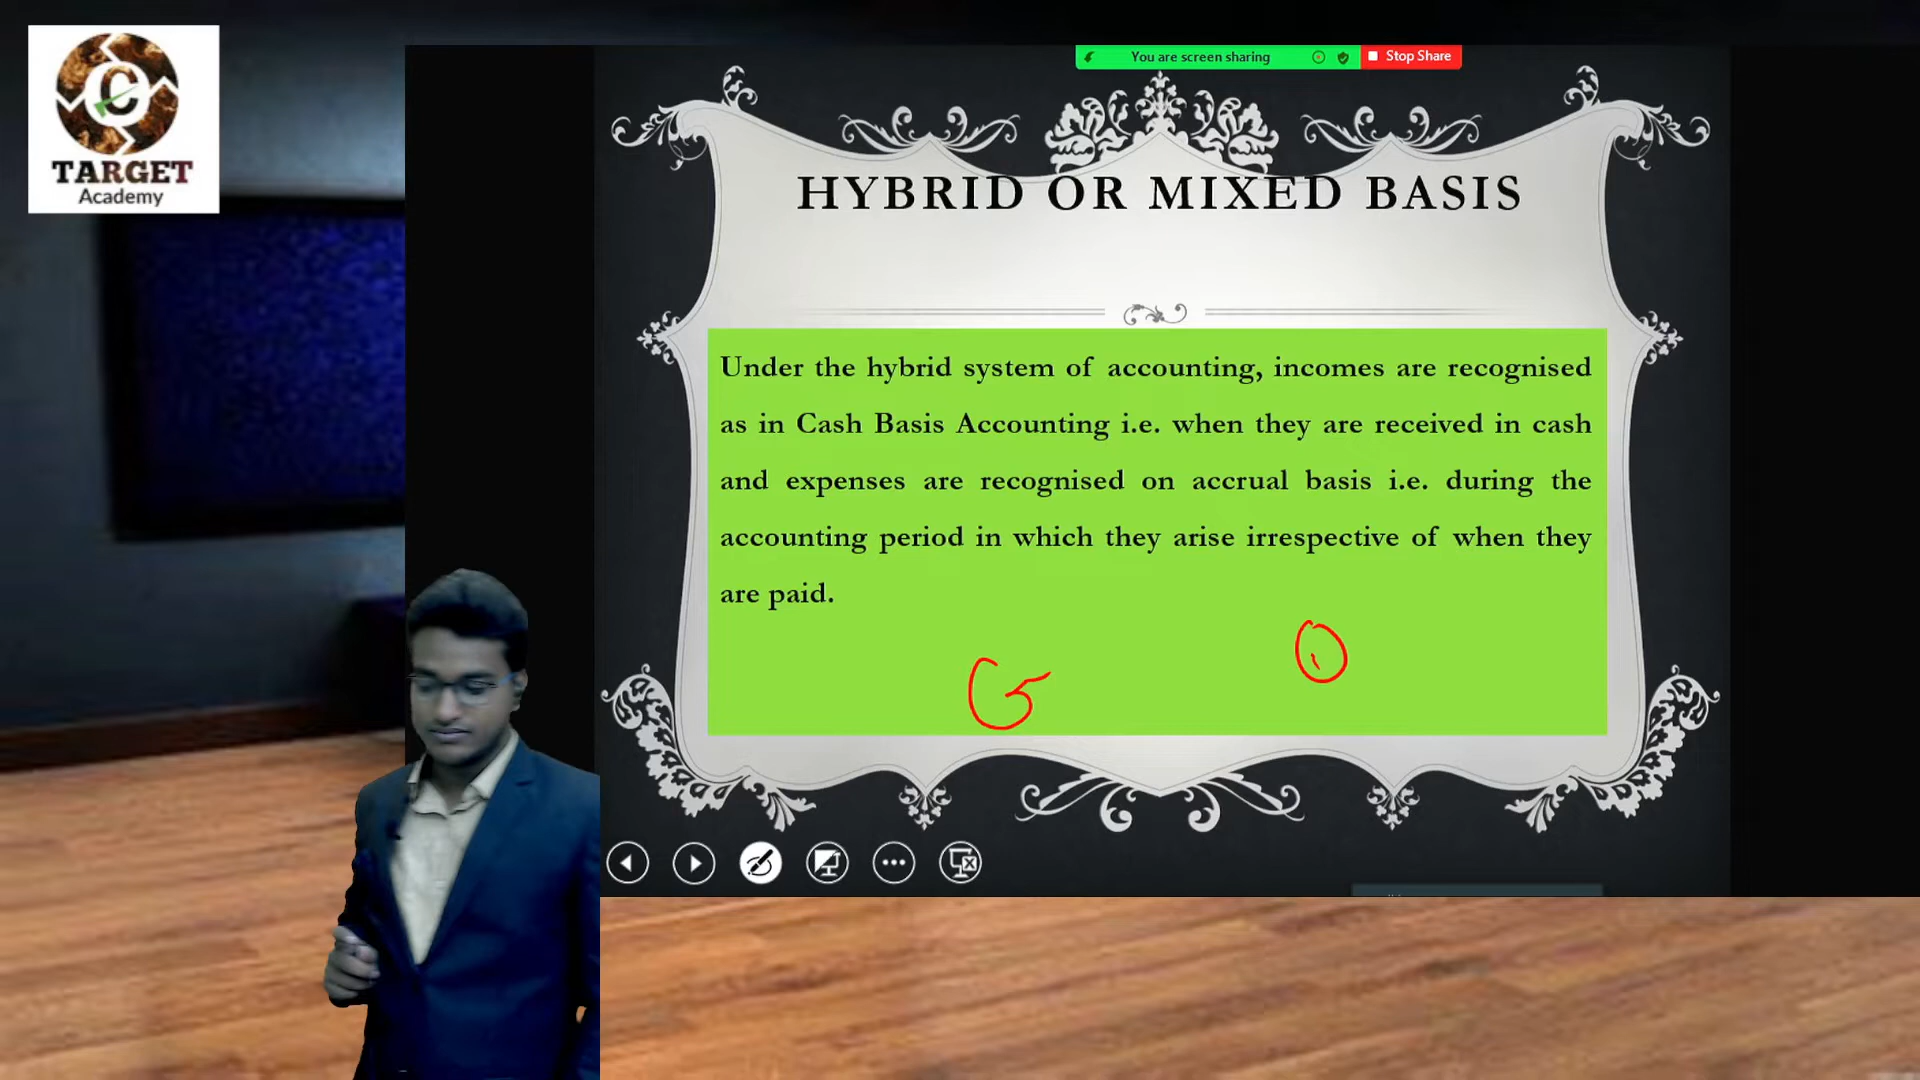 TARGET
Academy
You are screen sharing
Stop Share
HYBRID OR MIXED BASIS
Under the hybrid system of accounting, incomes are recognised
as in Cash Basis Accounting i.e. when they are received in cash
and expenses are recognised on accrual basis i.e. during the
accounting period in which they arise irrespective of when they
are paid.